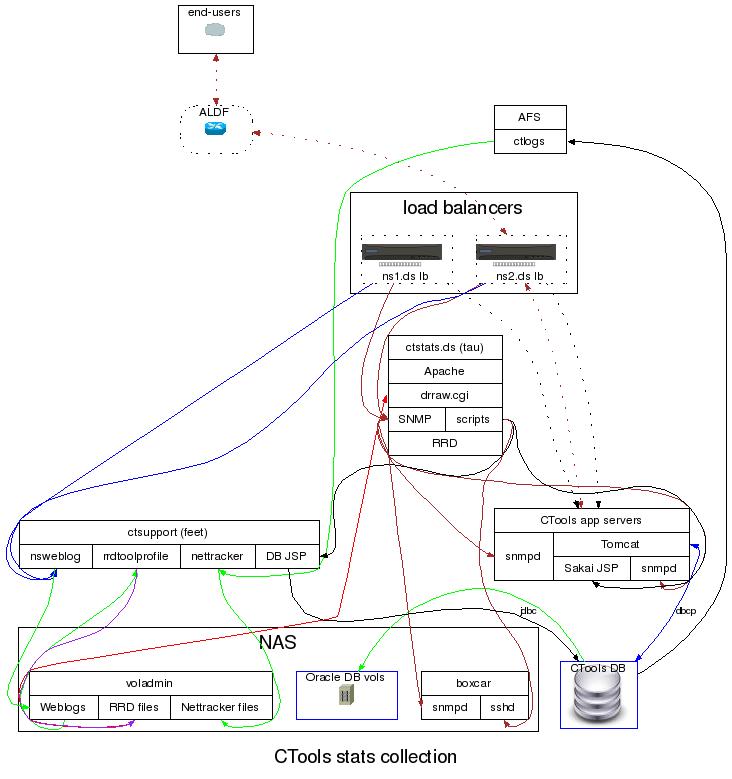 end-users
ALDF
AFS
ctlogs
load balancers
ns1.ds lb
ns2.ds lb
ctstats.ds (tau)
Apache
drraw.cgi
SNMP
scripts
RRD
ctsupport (feet)
nsweblog
rrdtoolprofile
nettracker
DB JSP
CTools app servers
snmpd
Tomcat
Sakai JSP
snmpd
jdbc
dbcp
NAS
voladmin
Weblogs
RRD files
Nettracker files
Oracle DB vols
boxcar
snmpd
sshd
CTools DB
CTools stats collection